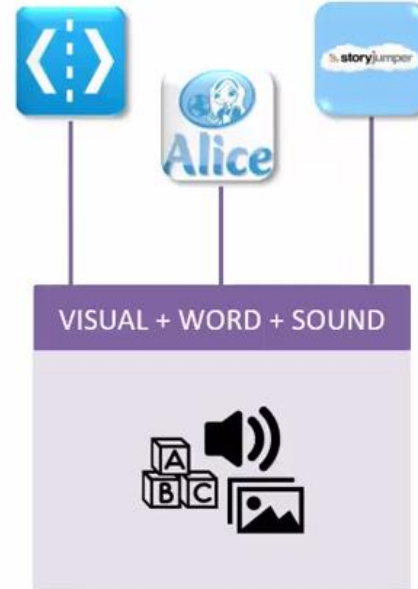 storyjumper
Alice
VISUAL + WORD + SOUND
A
B C